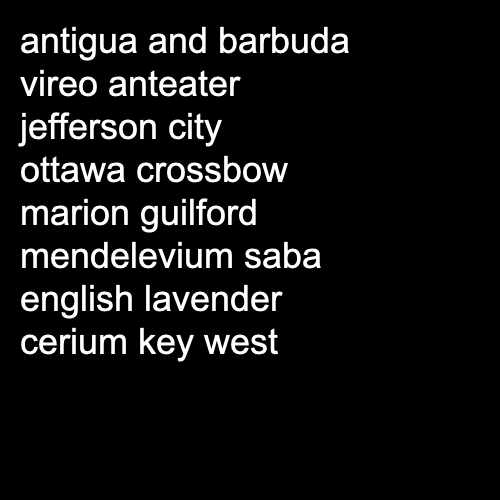 antigua and barbuda
vireo anteater
jefferson city
ottawa crossbow
marion guilford
mendelevium saba
english lavender
cerium key west